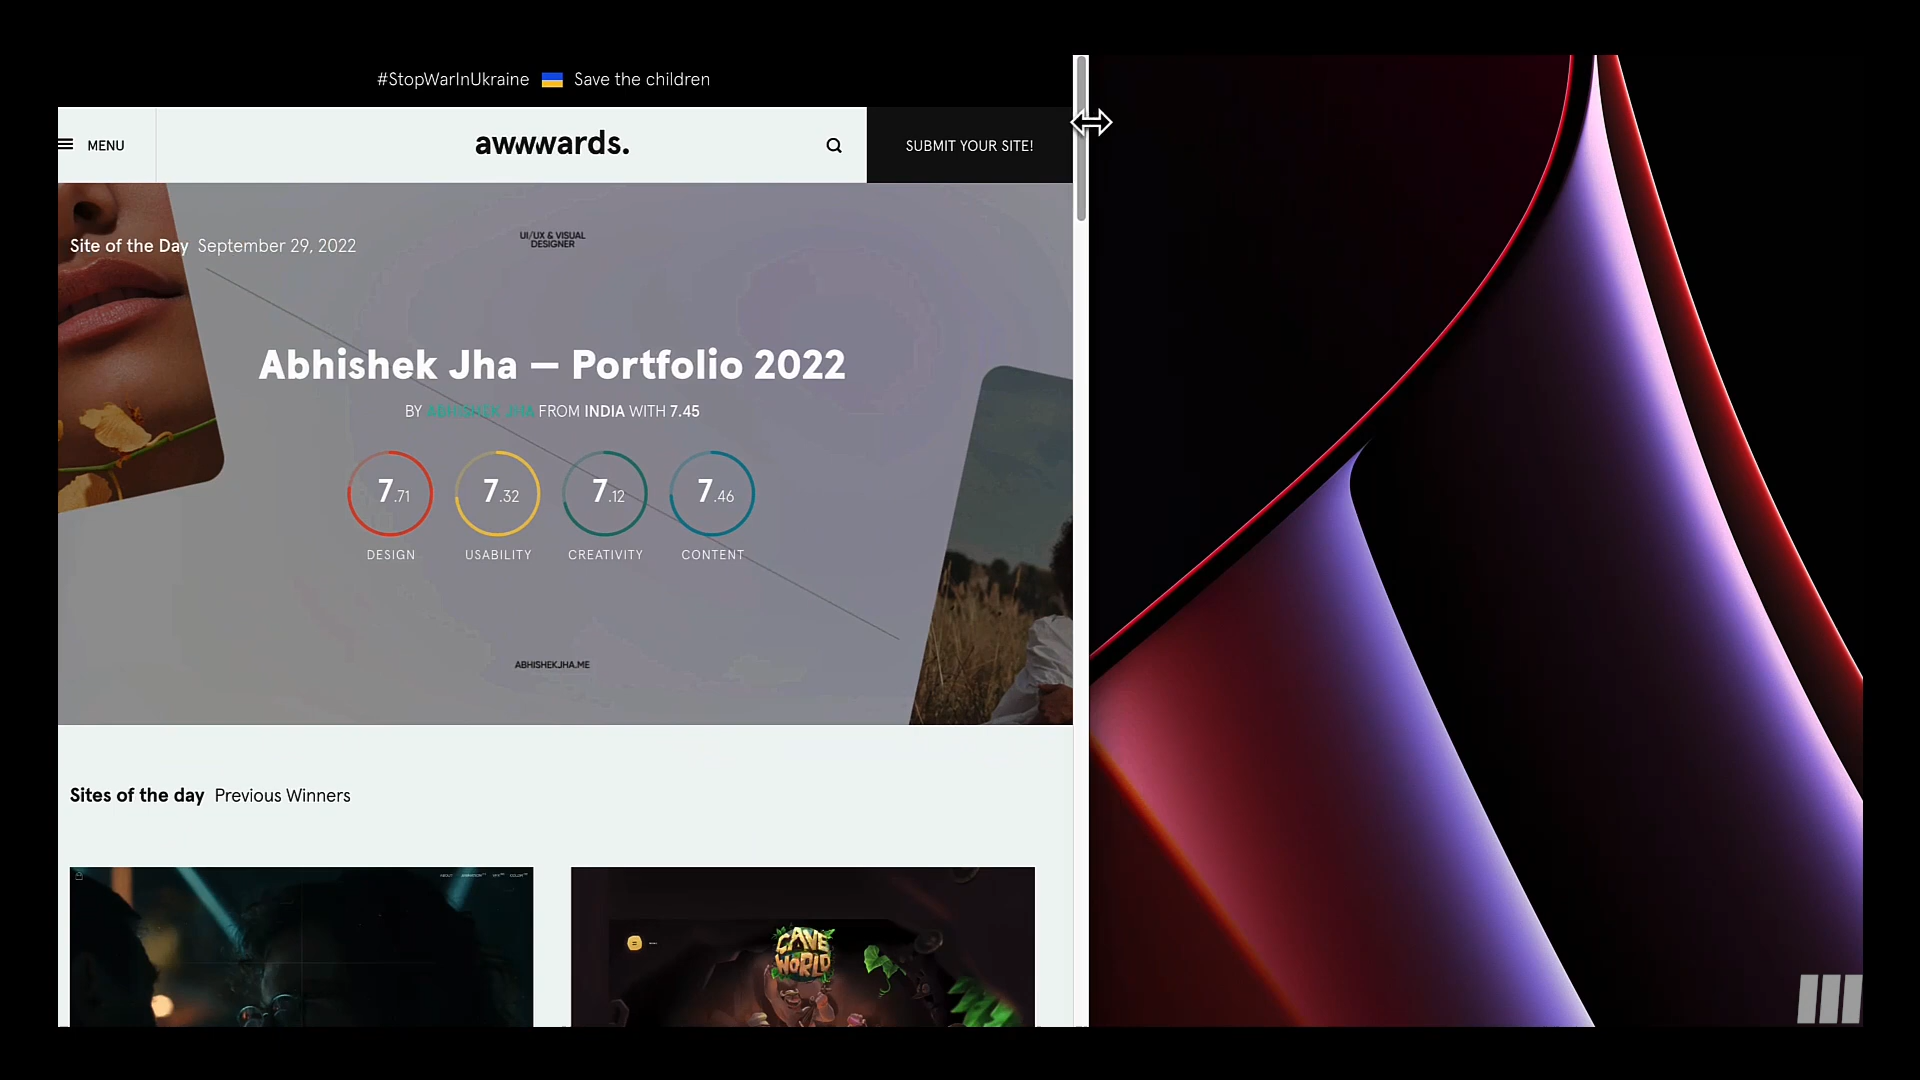 #StopWarInUkraine Save the children
MENU
awwwards.
SUBMIT YOUR SITE!
Site of the Day September 29, 2022
UI/UX & VISUAL
DESIGNER
Abhishek Jha — Portfolio 2022
BY ABHISHEK JHA FROM INDIA WITH 7.45
7.71 7.32 7.12 7.46
DESIGN USABILITY CREATIVITY CONTENT
ABHISHEKJHA.ME
Sites of the day Previous Winners
CAVE
WORLD